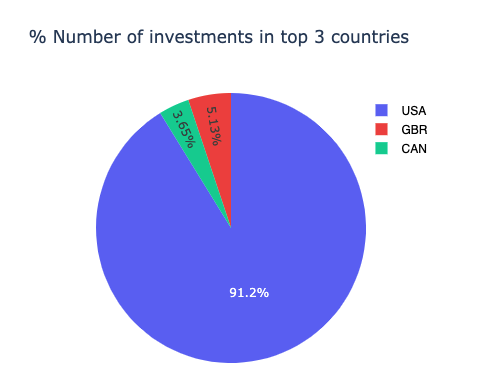 % Number of investments in top 3 countries
USA
GBR
CAN
5.13%
3.65%
91.2%